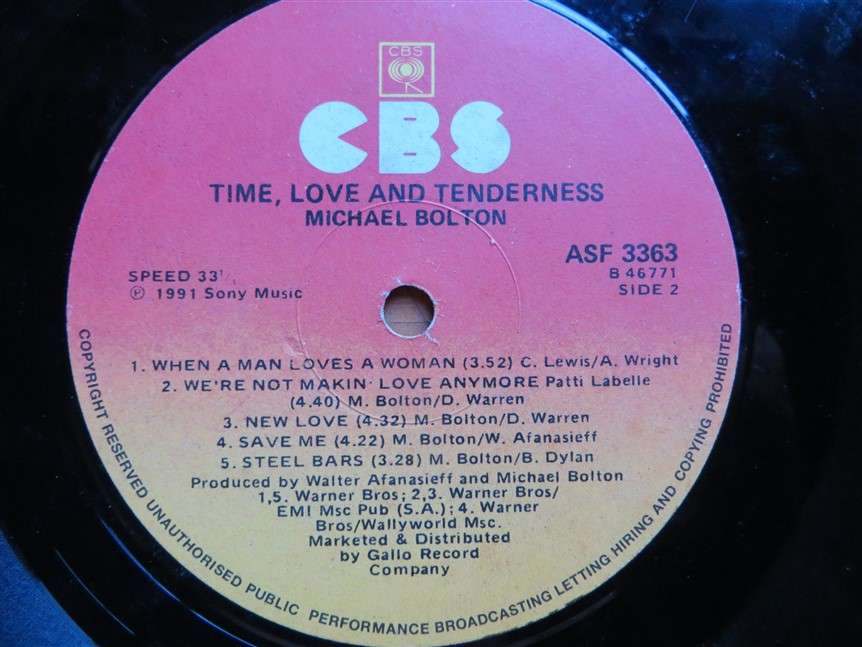 CBS
CBS
TIME, LOVE AND TENDERNESS
MICHAEL BOLTON
ASF 3363
B 46771
SIDE 2
SPEED 33⅓
℗ 1991 Sony Music
1. WHEN A MAN LOVES A WOMAN (3.52) C. Lewis/A. Wright
2. WE'RE NOT MAKIN' LOVE ANYMORE Patti Labelle
(4.40) M. Bolton/D. Warren
3. NEW LOVE (4.32) M. Bolton/D. Warren
4. SAVE ME (4.22) M. Bolton/W. Afanasieff
5. STEEL BARS (3.28) M. Bolton/B. Dylan
Produced by Walter Afanasieff and Michael Bolton
1,5. Warner Bros; 2,3. Warner Bros/
EMI Msc Pub (S.A.); 4. Warner
Bros/Wallyworld Msc.
Marketed & Distributed
by Gallo Record
Company
COPYRIGHT RESERVED UNAUTHORISED PUBLIC PERFORMANCE BROADCASTING LETTING HIRING AND COPYING PROHIBITED